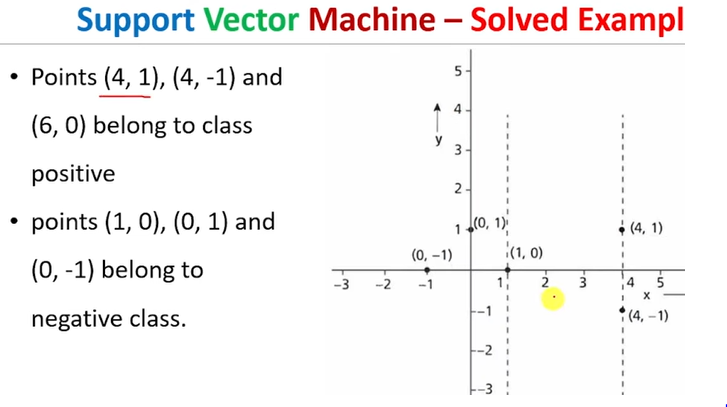 Support Vector Machine – Solved Exampl
• Points (4, 1), (4, -1) and
(6, 0) belong to class
positive
• points (1, 0), (0, 1) and
(0, -1) belong to
negative class.
5
4
y
3
2
1 (0, 1) (4, 1)
(0, −1) (1, 0)
−3 −2 −1 1 2 3 4 5
x
−1 (4, −1)
−2
−3